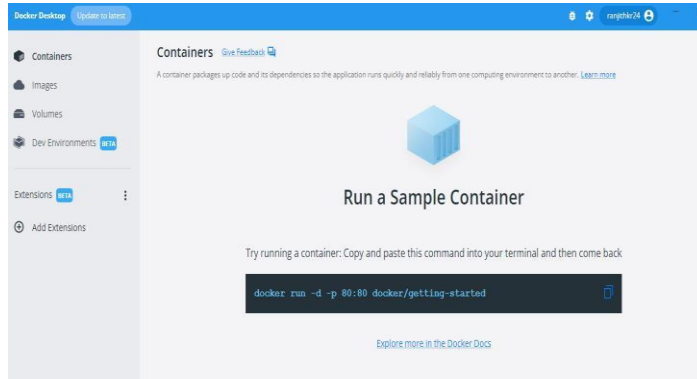 Docker Desktop Update to latest
ranjithkr24
Containers
Images
Volumes
Dev Environments BETA
Extensions BETA
Add Extensions
Containers Give Feedback
A container packages up code and its dependencies so the application runs quickly and reliably from one computing environment to another. Learn more
Run a Sample Container
Try running a container: Copy and paste this command into your terminal and then come back
docker run -d -p 80:80 docker/getting-started
Explore more in the Docker Docs